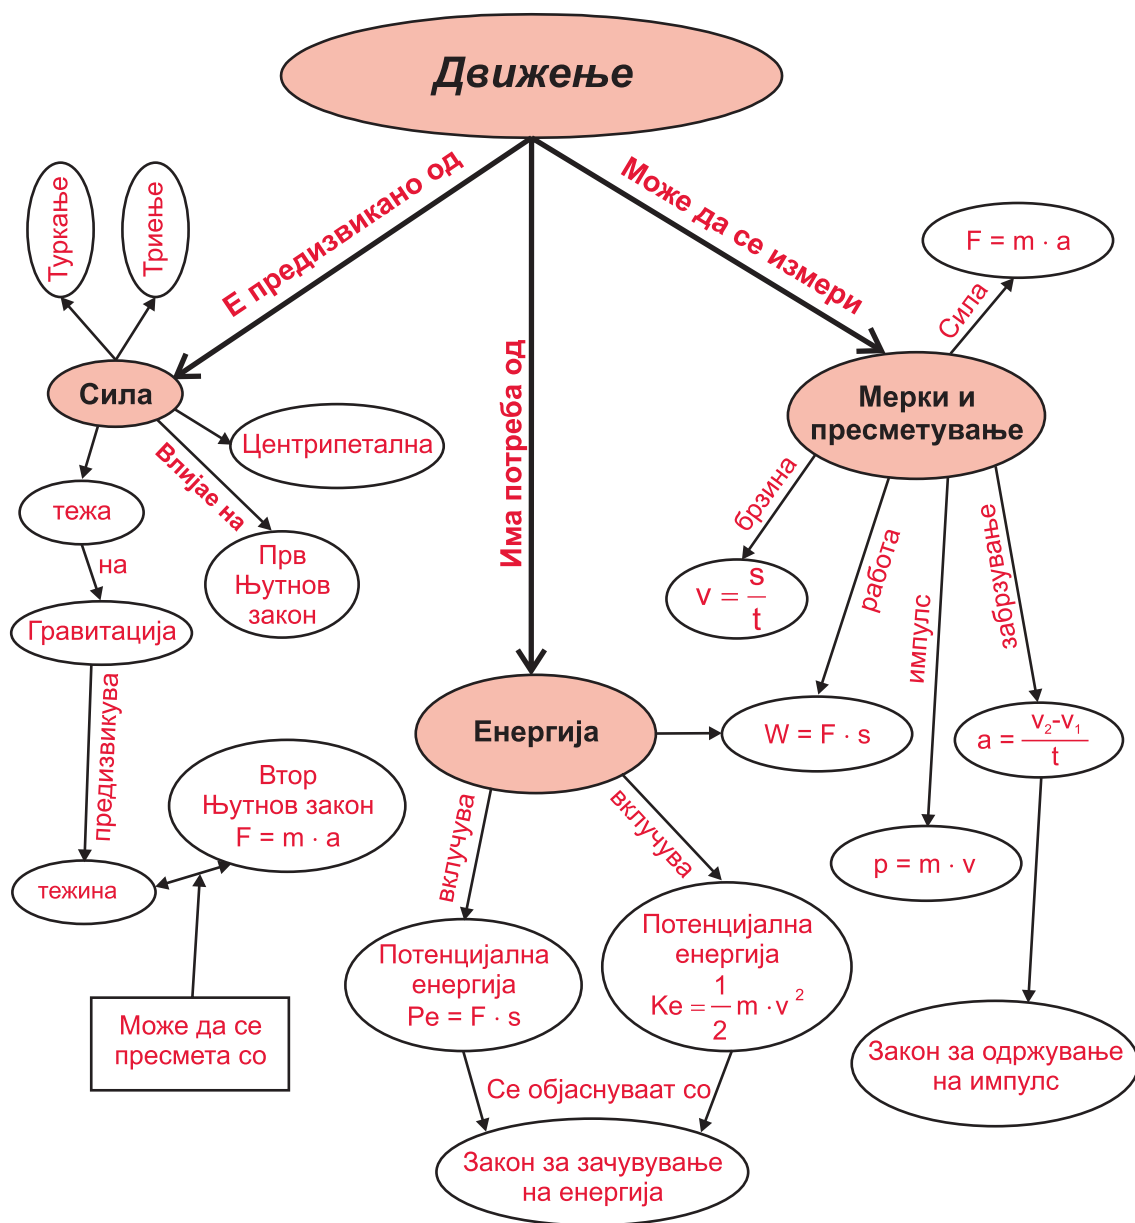 Движење
Е предизвикано од
Има потреба од
Може да се измери
Туркање
Триење
Сила
Центрипетална
Влијае на
Прв
Њутнов
закон
тежа
на
Гравитација
предизвикува
тежина
Втор
Њутнов закон
F = m · a
Може да се
пресмета со
Енергија
вклучува
вклучува
Потенцијална
енергија
Pe = F · s
Потенцијална
енергија
Ke = 1/2 m · v²
Се објаснуваат со
Закон за зачувување
на енергија
Мерки и
пресметување
Сила
F = m · a
брзина
v = s/t
работа
W = F · s
импулс
p = m · v
забрзување
a = v₂-v₁/t
Закон за одржување
на импулс